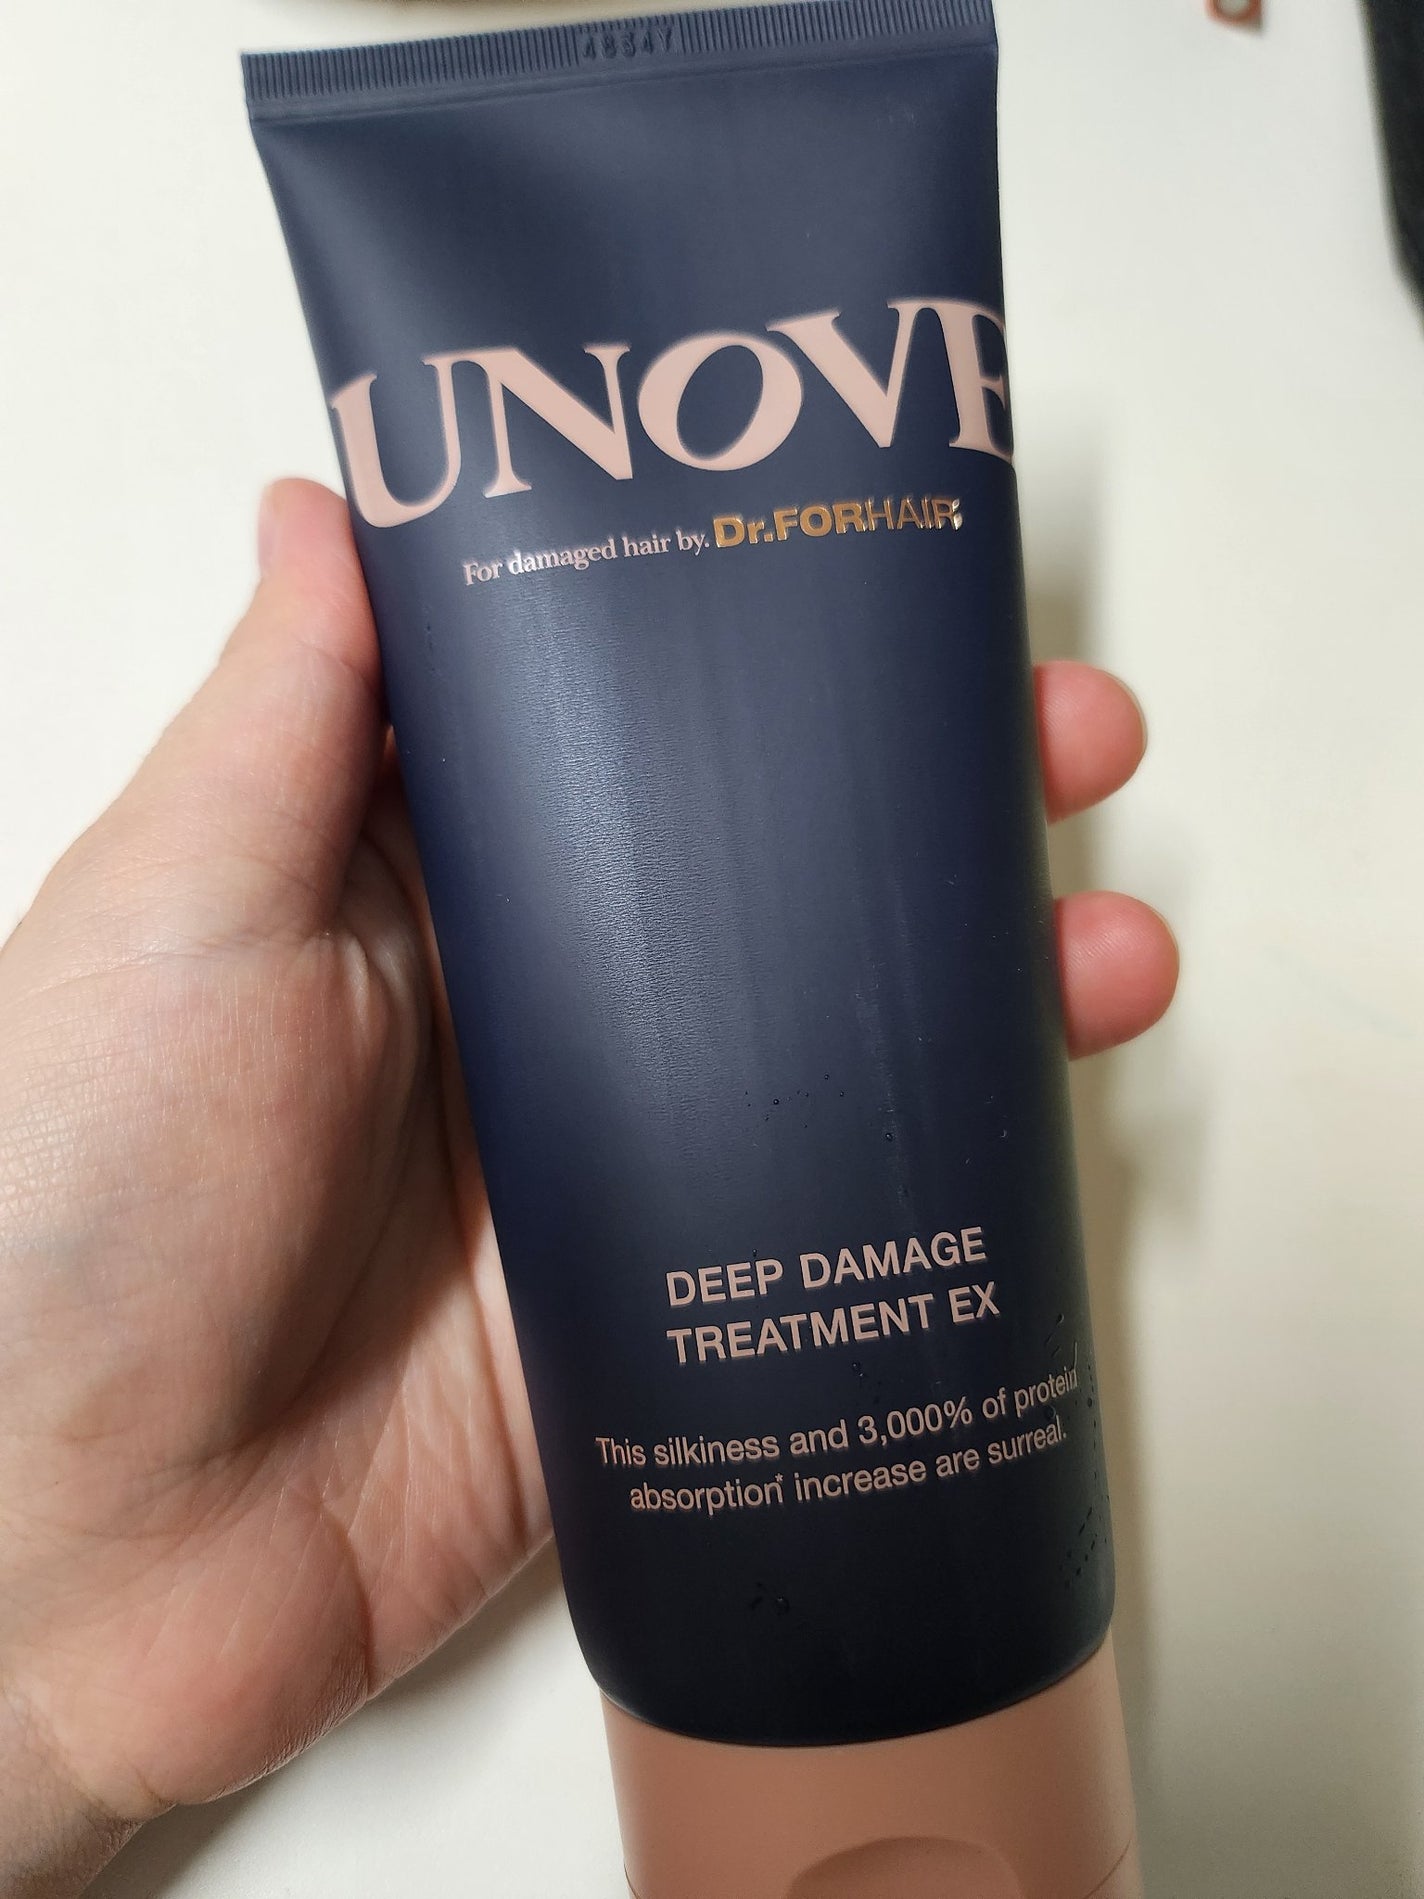 4834Y
UNOVE
For damaged hair by. Dr.FORHAIR
DEEP DAMAGE
TREATMENT EX
This silkiness and 3,000% of protein
absorption* increase are surreal.